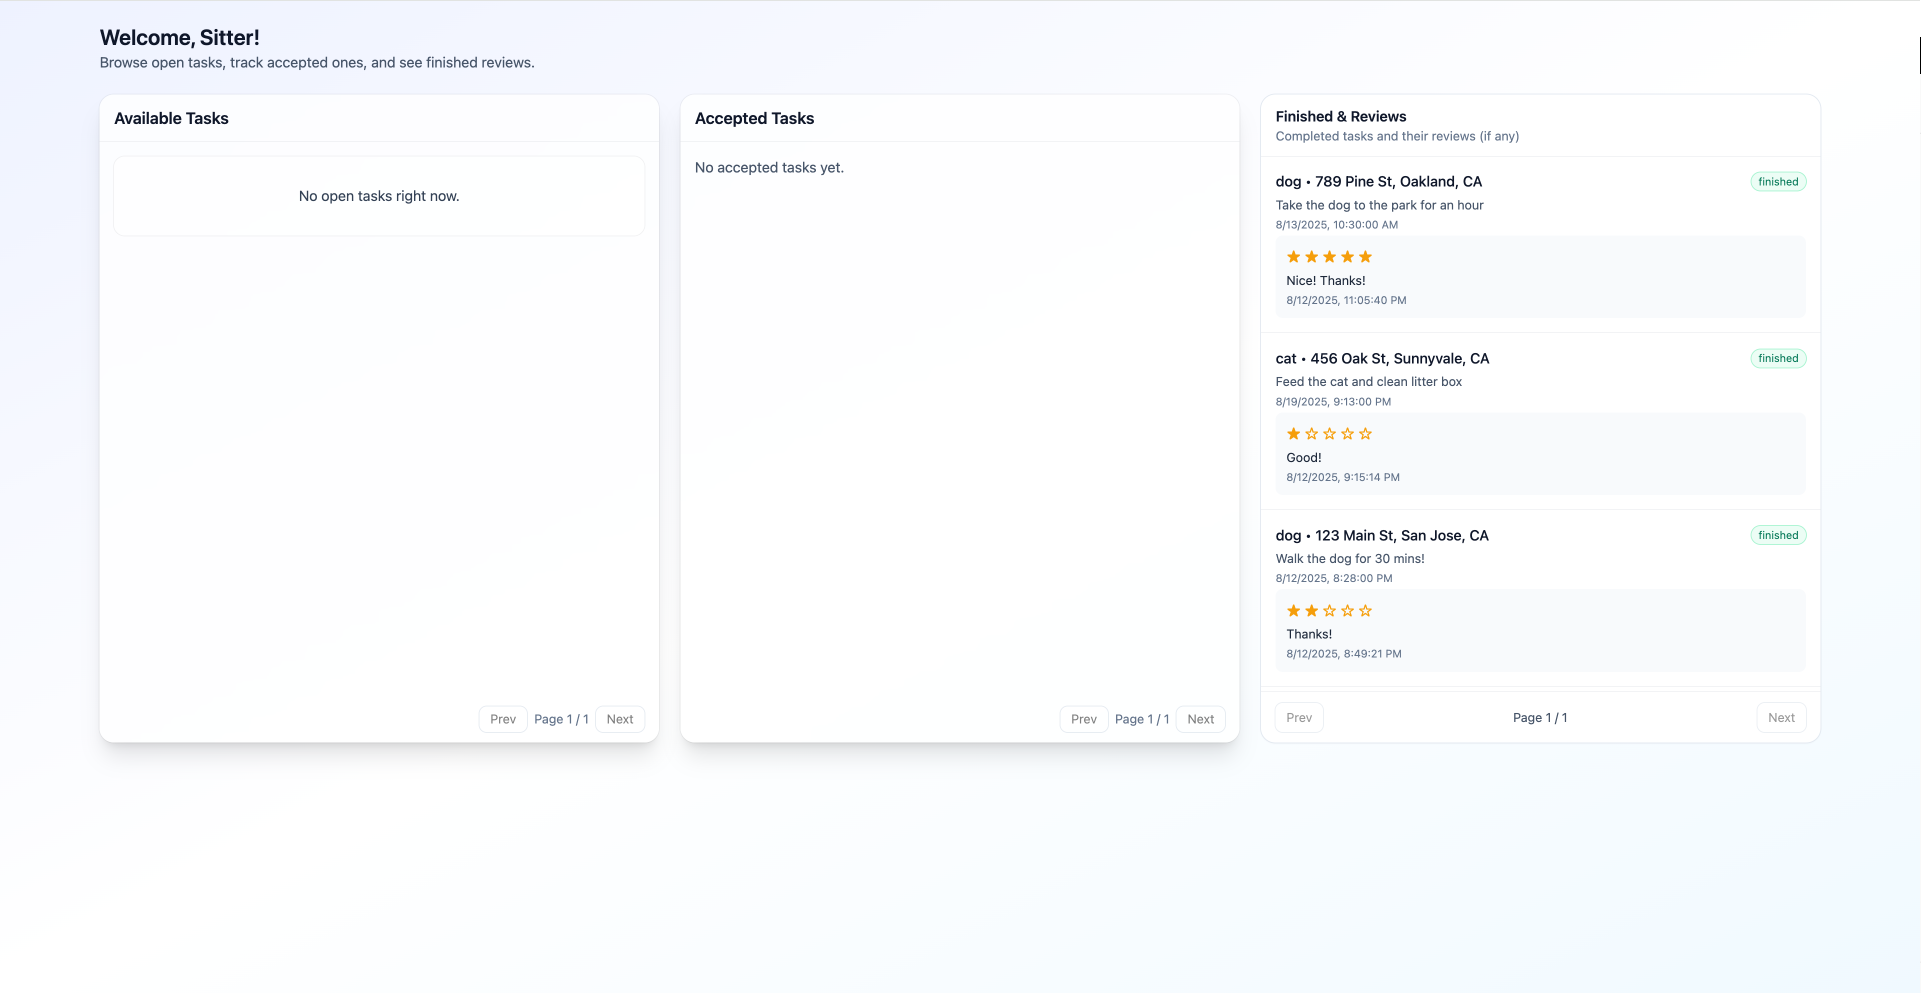 Welcome, Sitter!
Browse open tasks, track accepted ones, and see finished reviews.
Available Tasks
No open tasks right now.
Prev Page 1 / 1 Next
Accepted Tasks
No accepted tasks yet.
Prev Page 1 / 1 Next
Finished & Reviews
Completed tasks and their reviews (if any)
dog • 789 Pine St, Oakland, CA finished
Take the dog to the park for an hour
8/13/2025, 10:30:00 AM
Nice! Thanks!
8/12/2025, 11:05:40 PM
cat • 456 Oak St, Sunnyvale, CA finished
Feed the cat and clean litter box
8/19/2025, 9:13:00 PM
Good!
8/12/2025, 9:15:14 PM
dog • 123 Main St, San Jose, CA finished
Walk the dog for 30 mins!
8/12/2025, 8:28:00 PM
Thanks!
8/12/2025, 8:49:21 PM
Prev Page 1 / 1 Next